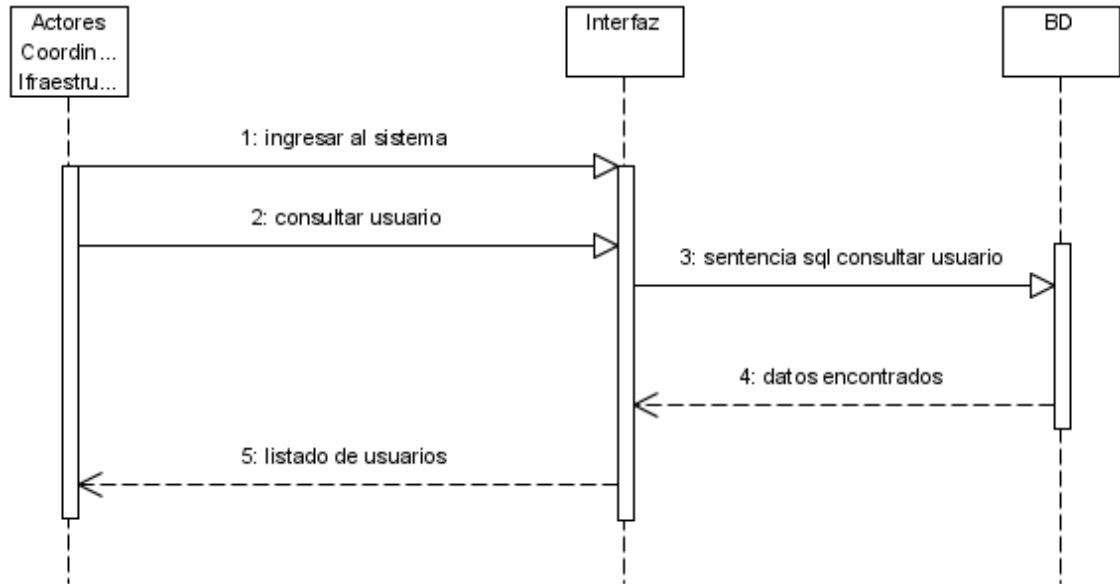 Actores
Coordin ...
Ifraestru ...
Interfaz
BD
1: ingresar al sistema
2: consultar usuario
3: sentencia sql consultar usuario
4: datos encontrados
5: listado de usuarios